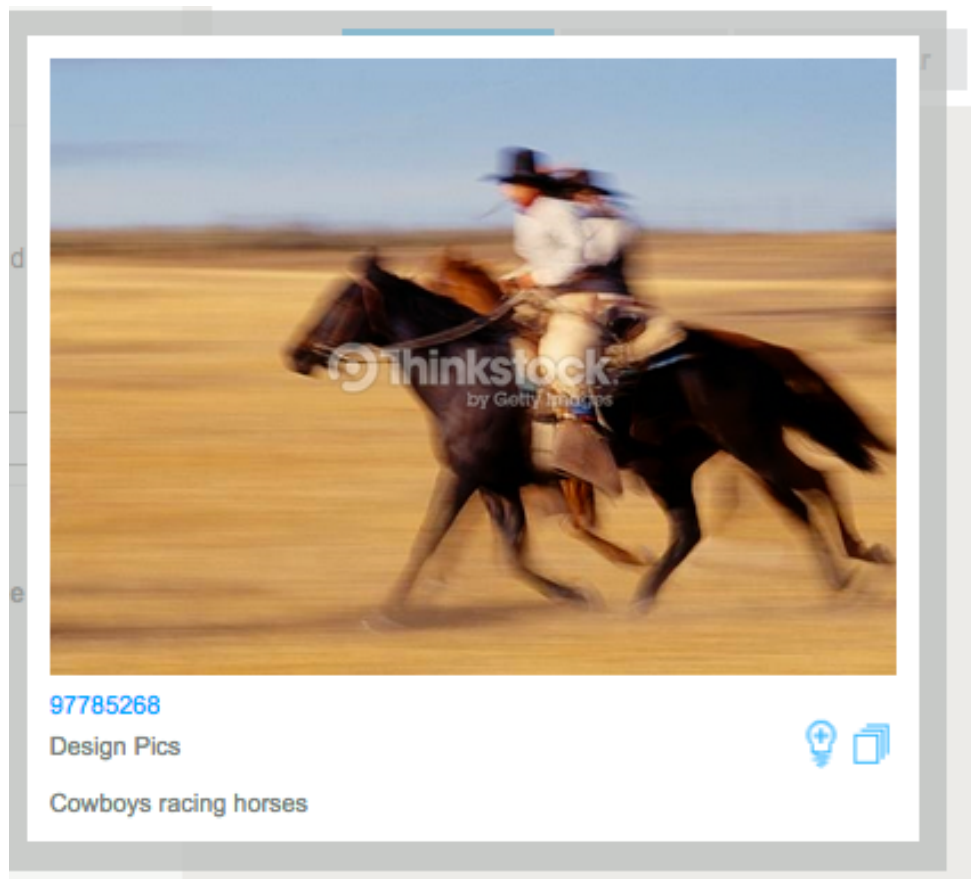 r
d
Thinkstock.
by Getty Images
e
97785268
Design Pics
Cowboys racing horses